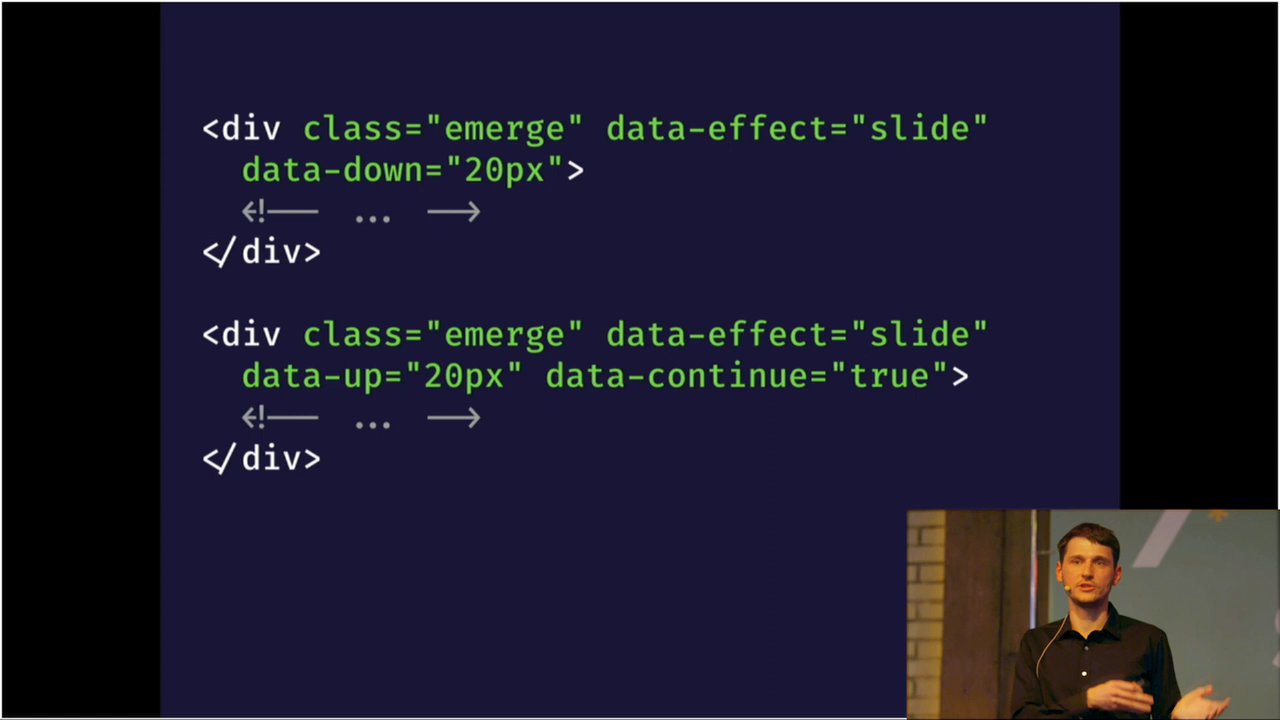 <div class="emerge" data-effect="slide"
data-down="20px">
<!-- ... -->
</div>
<div class="emerge" data-effect="slide"
data-up="20px" data-continue="true">
<!-- ... -->
</div>